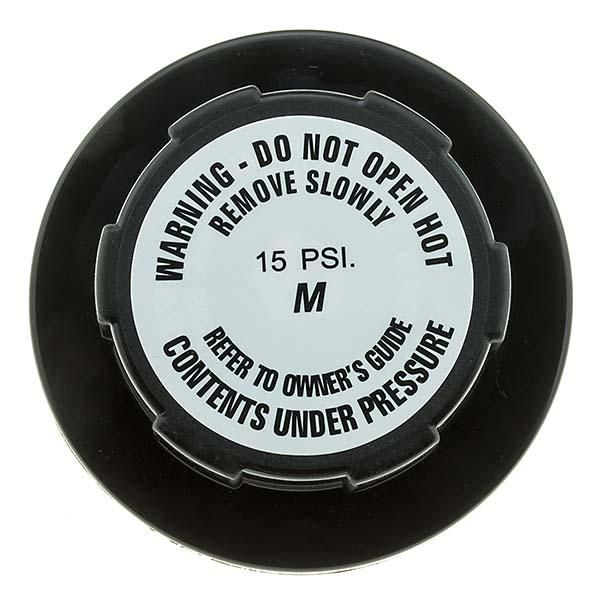 WARNING - DO NOT OPEN HOT
REMOVE SLOWLY
15 PSI.
M
REFER TO OWNER'S GUIDE
CONTENTS UNDER PRESSURE